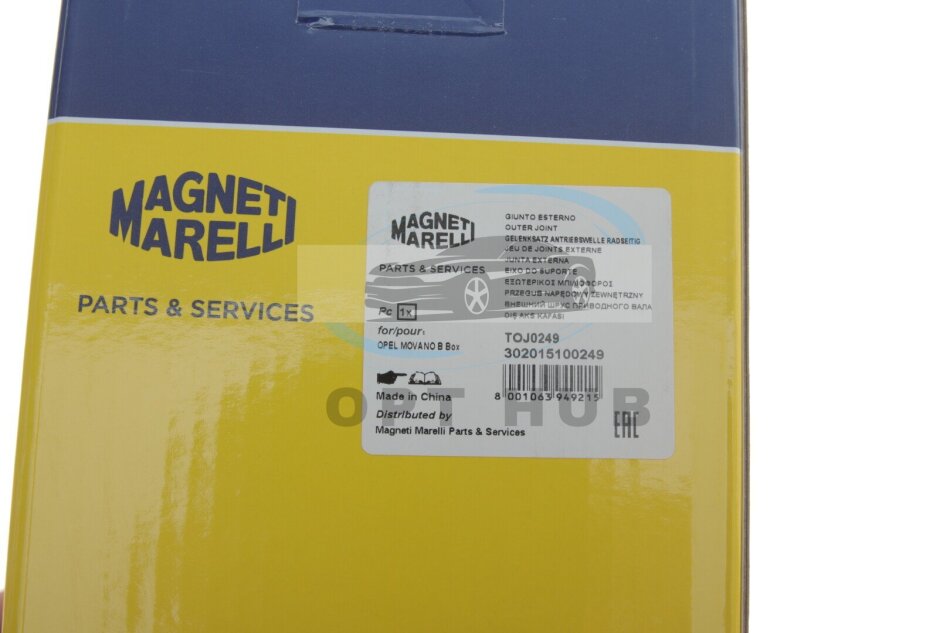 MAGNETI
MARELLI
PARTS & SERVICES
MAGNETI
MARELLI
PARTS & SERVICES
Pc 1x
for/pour:
OPEL MOVANO B Box
Made in China
Distributed by
Magneti Marelli Parts & Services
GIUNTO ESTERNO
OUTER JOINT
GELENKSATZ ANTRIEBSWELLE RADSEITIG
JEU DE JOINTS EXTERNE
JUNTA EXTERNA
EIXO DO SUPORTE
ΕΞΩΤΕΡΙΚΟΣ ΜΠΙΛΟΦΟΡΟΣ
PRZEGUB NAPĘDOWY ZEWNĘTRZNY
ВНЕШНИЙ ШРУС ПРИВОДНОГО ВАЛА
DIŞ AKS KAFASI
TOJ0249
302015100249
8 001063 949215
EAC
OPT HUB